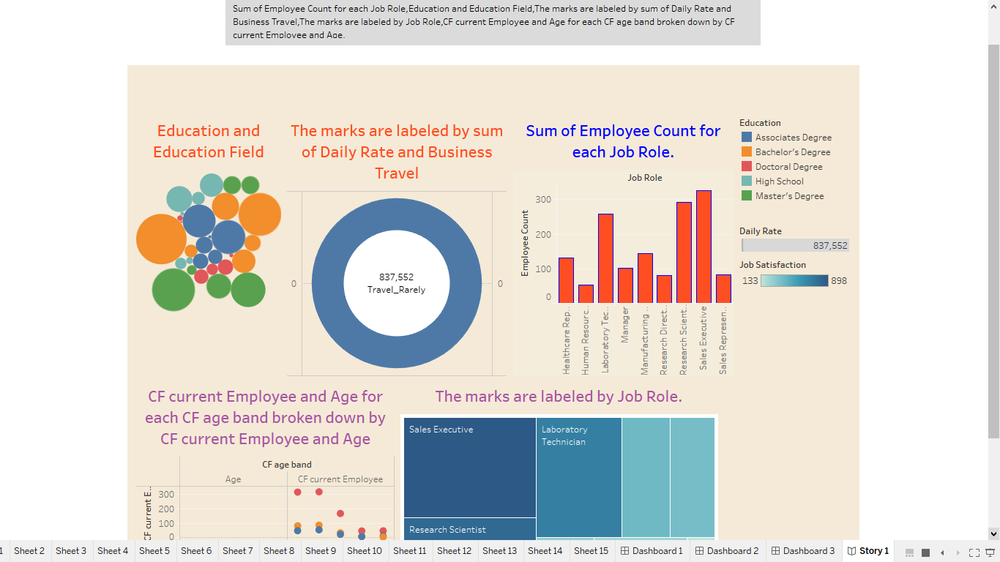 Sum of Employee Count for each Job Role,Education and Education Field,The marks are labeled by sum of Daily Rate and
Business Travel,The marks are labeled by Job Role,CF current Employee and Age for each CF age band broken down by CF
current Employee and Age.
Education and
Education Field
The marks are labeled by sum
of Daily Rate and Business
Travel
0
837,552
Travel_Rarely
0
Sum of Employee Count for
each Job Role.
Job Role
Employee Count
300
200
100
0
Healthcare Rep..
Human Resourc..
Laboratory Tec..
Manager
Manufacturing ..
Research Direct..
Research Scient..
Sales Executive
Sales Represen..
Education
Associates Degree
Bachelor's Degree
Doctoral Degree
High School
Master's Degree
Daily Rate
837,552
Job Satisfaction
133 898
CF current Employee and Age for
each CF age band broken down by
CF current Employee and Age
CF age band
Age CF current Employee
CF current E..
300
200
100
0
The marks are labeled by Job Role.
Sales Executive
Laboratory
Technician
Research Scientist
1 Sheet 2 Sheet 3 Sheet 4 Sheet 5 Sheet 6 Sheet 7 Sheet 8 Sheet 9 Sheet 10 Sheet 11 Sheet 12 Sheet 13 Sheet 14 Sheet 15 Dashboard 1 Dashboard 2 Dashboard 3 Story 1